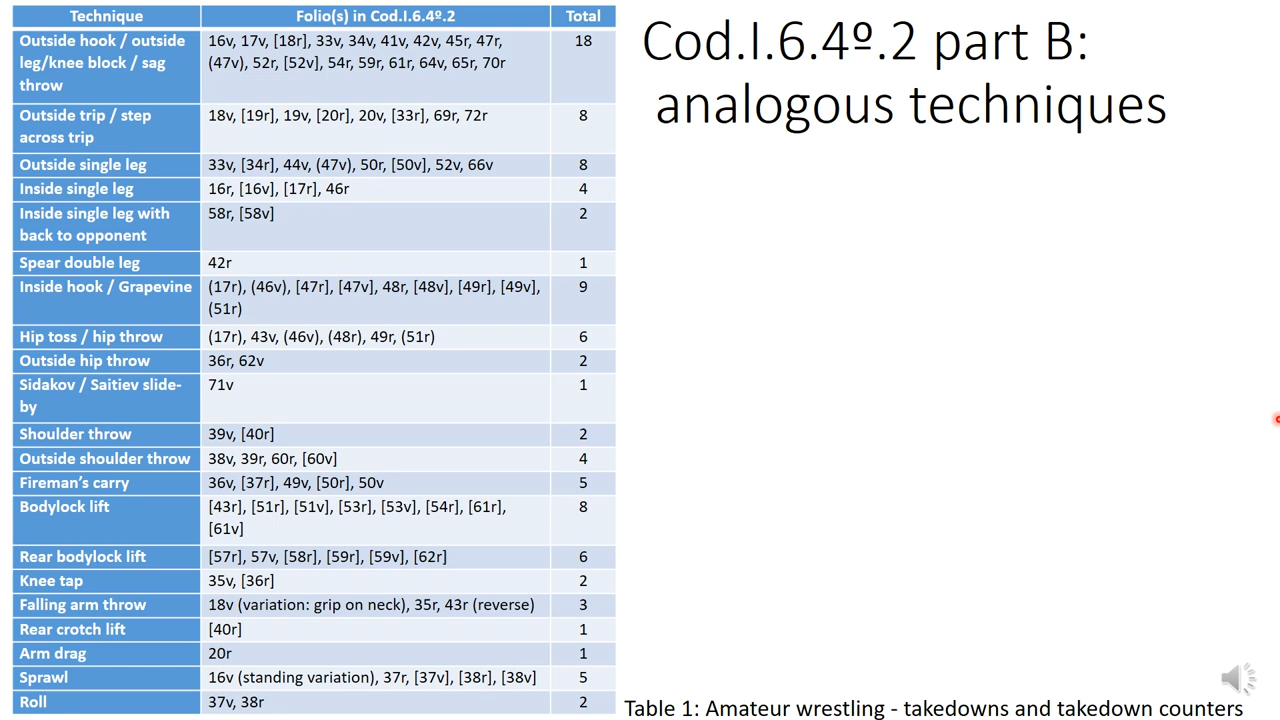 Technique Folio(s) in Cod.I.6.4º.2 Total
Outside hook / outside 16v, 17v, [18r], 33v, 34v, 41v, 42v, 45r, 47r, 18
leg/knee block / sag (47v), 52r, [52v], 54r, 59r, 61r, 64v, 65r, 70r
throw
Outside trip / step 18v, [19r], 19v, [20r], 20v, [33r], 69r, 72r 8
across trip
Outside single leg 33v, [34r], 44v, (47v), 50r, [50v], 52v, 66v 8
Inside single leg 16r, [16v], [17r], 46r 4
Inside single leg with 58r, [58v] 2
back to opponent
Spear double leg 42r 1
Inside hook / Grapevine (17r), (46v), [47r], [47v], 48r, [48v], [49r], [49v], 9
(51r)
Hip toss / hip throw (17r), 43v, (46v), (48r), 49r, (51r) 6
Outside hip throw 36r, 62v 2
Sidakov / Saitiev slide- 71v 1
by
Shoulder throw 39v, [40r] 2
Outside shoulder throw 38v, 39r, 60r, [60v] 4
Fireman’s carry 36v, [37r], 49v, [50r], 50v 5
Bodylock lift [43r], [51r], [51v], [53r], [53v], [54r], [61r], 8
[61v]
Rear bodylock lift [57r], 57v, [58r], [59r], [59v], [62r] 6
Knee tap 35v, [36r] 2
Falling arm throw 18v (variation: grip on neck), 35r, 43r (reverse) 3
Rear crotch lift [40r] 1
Arm drag 20r 1
Sprawl 16v (standing variation), 37r, [37v], [38r], [38v] 5
Roll 37v, 38r 2
Cod.I.6.4º.2 part B:
analogous techniques
Table 1: Amateur wrestling - takedowns and takedown counters